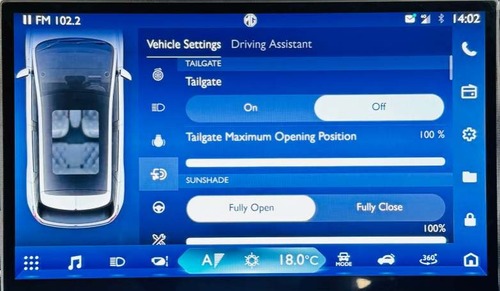 FM 102.2
MG
14:02
Vehicle Settings Driving Assistant
TAILGATE
Tailgate
On Off
Tailgate Maximum Opening Position 100 %
SUNSHADE
Fully Open Fully Close
100%
A 18.0°C
MODE
360°